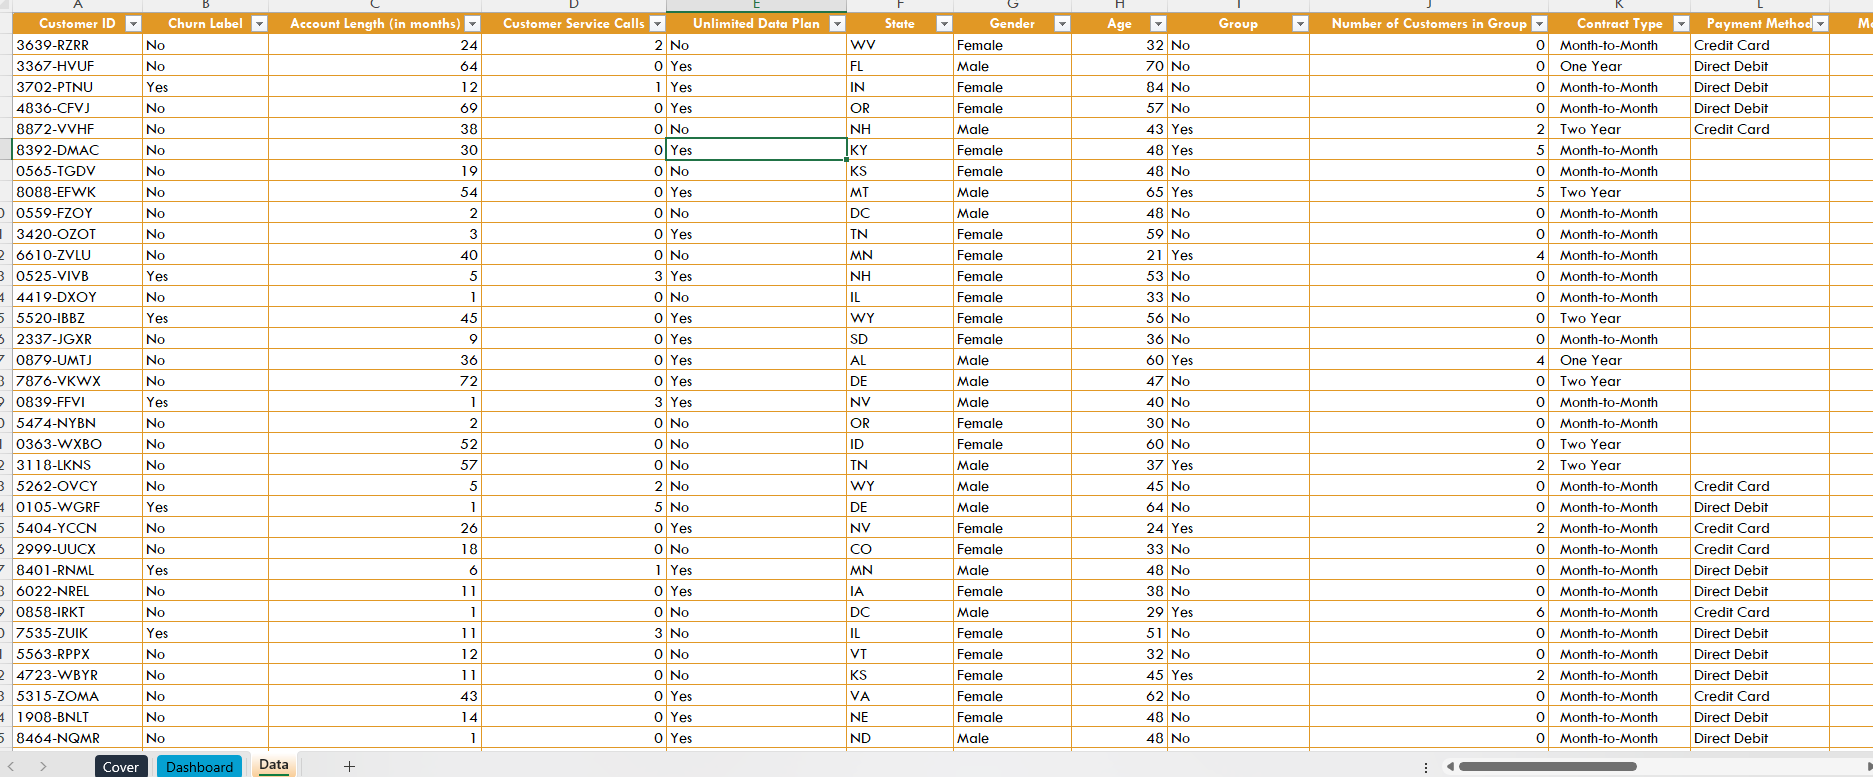 A B C D E F G H I J K L
Customer ID Churn Label Account Length (in months) Customer Service Calls Unlimited Data Plan State Gender Age Group Number of Customers in Group Contract Type Payment Method
3639-RZRR No 24 2 No WV Female 32 No 0 Month-to-Month Credit Card
3367-HVUF No 64 0 Yes FL Male 70 No 0 One Year Direct Debit
3702-PTNU Yes 12 1 Yes IN Female 84 No 0 Month-to-Month Direct Debit
4836-CFVJ No 69 0 Yes OR Female 57 No 0 Month-to-Month Direct Debit
8872-VVHF No 38 0 No NH Male 43 Yes 2 Two Year Credit Card
8392-DMAC No 30 0 Yes KY Female 48 Yes 5 Month-to-Month
0565-TGDV No 19 0 No KS Female 48 No 0 Month-to-Month
8088-EFWK No 54 0 Yes MT Male 65 Yes 5 Two Year
0559-FZOY No 2 0 No DC Male 48 No 0 Month-to-Month
3420-OZOT No 3 0 Yes TN Female 59 No 0 Month-to-Month
6610-ZVLU No 40 0 No MN Female 21 Yes 4 Month-to-Month
0525-VIVB Yes 5 3 Yes NH Female 53 No 0 Month-to-Month
4419-DXOY No 1 0 No IL Female 33 No 0 Month-to-Month
5520-IBBZ Yes 45 0 Yes WY Female 56 No 0 Two Year
2337-JGXR No 9 0 Yes SD Female 36 No 0 Month-to-Month
0879-UMTJ No 36 0 Yes AL Male 60 Yes 4 One Year
7876-VKWX No 72 0 Yes DE Male 47 No 0 Two Year
0839-FFVI Yes 1 3 Yes NV Male 40 No 0 Month-to-Month
5474-NYBN No 2 0 No OR Female 30 No 0 Month-to-Month
0363-WXBO No 52 0 No ID Female 60 No 0 Two Year
3118-LKNS No 57 0 No TN Male 37 Yes 2 Two Year
5262-OVCY No 5 2 No WY Male 45 No 0 Month-to-Month Credit Card
0105-WGRF Yes 1 5 No DE Male 64 No 0 Month-to-Month Direct Debit
5404-YCCN No 26 0 Yes NV Female 24 Yes 2 Month-to-Month Credit Card
2999-UUCX No 18 0 No CO Female 33 No 0 Month-to-Month Credit Card
8401-RNML Yes 6 1 Yes MN Male 48 No 0 Month-to-Month Direct Debit
6022-NREL No 11 0 Yes IA Female 38 No 0 Month-to-Month Direct Debit
0858-IRKT No 1 0 No DC Male 29 Yes 6 Month-to-Month Credit Card
7535-ZUIK Yes 11 3 No IL Female 51 No 0 Month-to-Month Direct Debit
5563-RPPX No 12 0 No VT Female 32 No 0 Month-to-Month Direct Debit
4723-WBYR No 11 0 No KS Female 45 Yes 2 Month-to-Month Direct Debit
5315-ZOMA No 43 0 Yes VA Female 62 No 0 Month-to-Month Credit Card
1908-BNLT No 14 0 Yes NE Female 48 No 0 Month-to-Month Direct Debit
8464-NQMR No 1 0 Yes ND Male 48 No 0 Month-to-Month Direct Debit
Cover Dashboard Data